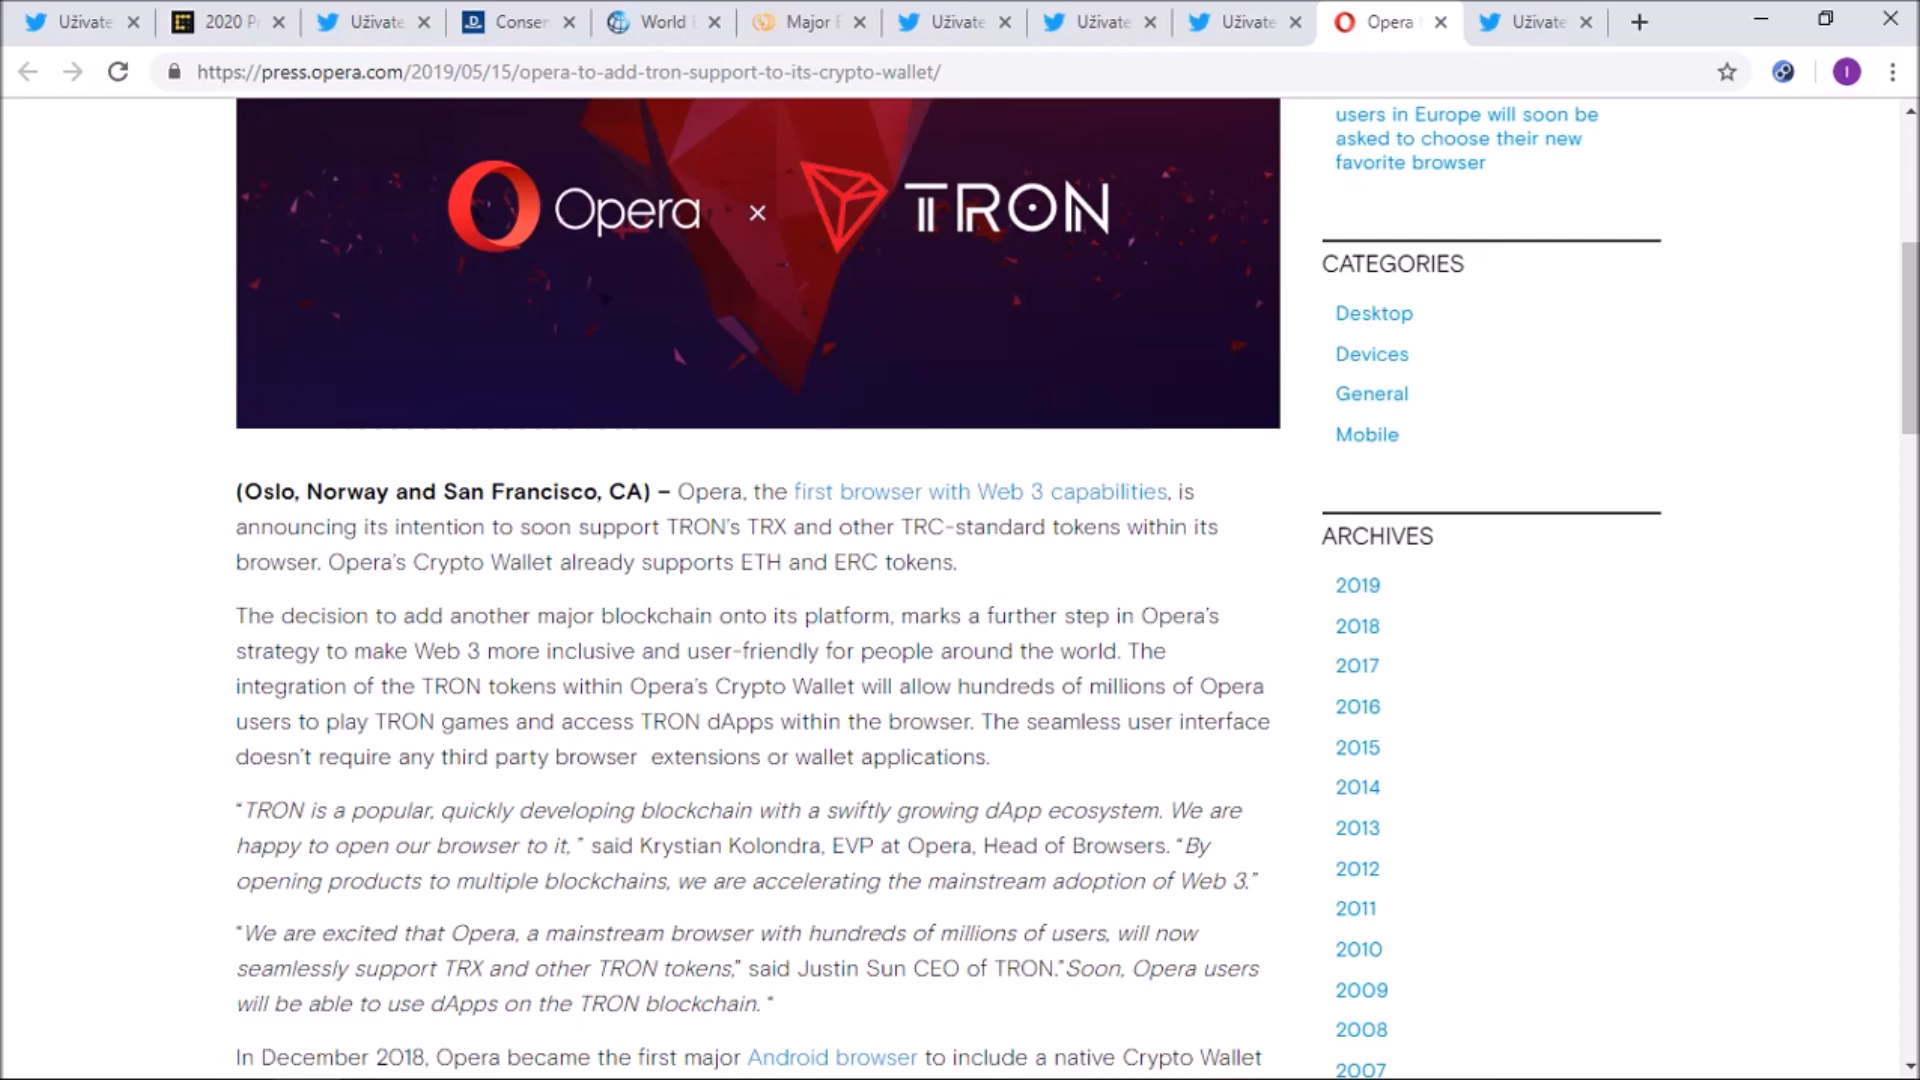 Uživate
2020 P
Uživate
Consen
World E
Major E
Uživate
Uživate
Uživate
Opera
Uživate
https://press.opera.com/2019/05/15/opera-to-add-tron-support-to-its-crypto-wallet/
I
Opera × TRON
(Oslo, Norway and San Francisco, CA) – Opera, the first browser with Web 3 capabilities, is
announcing its intention to soon support TRON’s TRX and other TRC-standard tokens within its
browser. Opera’s Crypto Wallet already supports ETH and ERC tokens.
The decision to add another major blockchain onto its platform, marks a further step in Opera’s
strategy to make Web 3 more inclusive and user-friendly for people around the world. The
integration of the TRON tokens within Opera’s Crypto Wallet will allow hundreds of millions of Opera
users to play TRON games and access TRON dApps within the browser. The seamless user interface
doesn’t require any third party browser  extensions or wallet applications.
“TRON is a popular, quickly developing blockchain with a swiftly growing dApp ecosystem. We are
happy to open our browser to it,” said Krystian Kolondra, EVP at Opera, Head of Browsers. “By
opening products to multiple blockchains, we are accelerating the mainstream adoption of Web 3.”
“We are excited that Opera, a mainstream browser with hundreds of millions of users, will now
seamlessly support TRX and other TRON tokens,” said Justin Sun CEO of TRON.”Soon, Opera users
will be able to use dApps on the TRON blockchain. “
In December 2018, Opera became the first major Android browser to include a native Crypto Wallet
users in Europe will soon be
asked to choose their new
favorite browser
CATEGORIES
Desktop
Devices
General
Mobile
ARCHIVES
2019
2018
2017
2016
2015
2014
2013
2012
2011
2010
2009
2008
2007